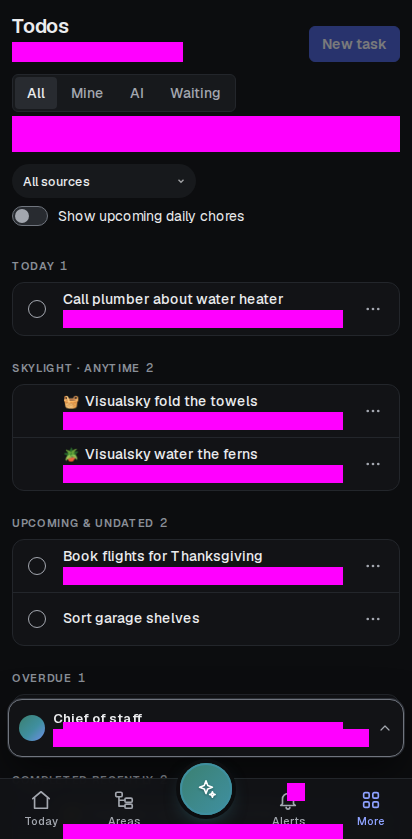 Todos
New task
All Mine AI Waiting
All sources
Show upcoming daily chores
TODAY 1
Call plumber about water heater
SKYLIGHT · ANYTIME 2
🧺 Visualsky fold the towels
🪴 Visualsky water the ferns
UPCOMING & UNDATED 2
Book flights for Thanksgiving
Sort garage shelves
OVERDUE 1
Chief of staff
COMPLETED RECENTLY
Today Areas Alerts More